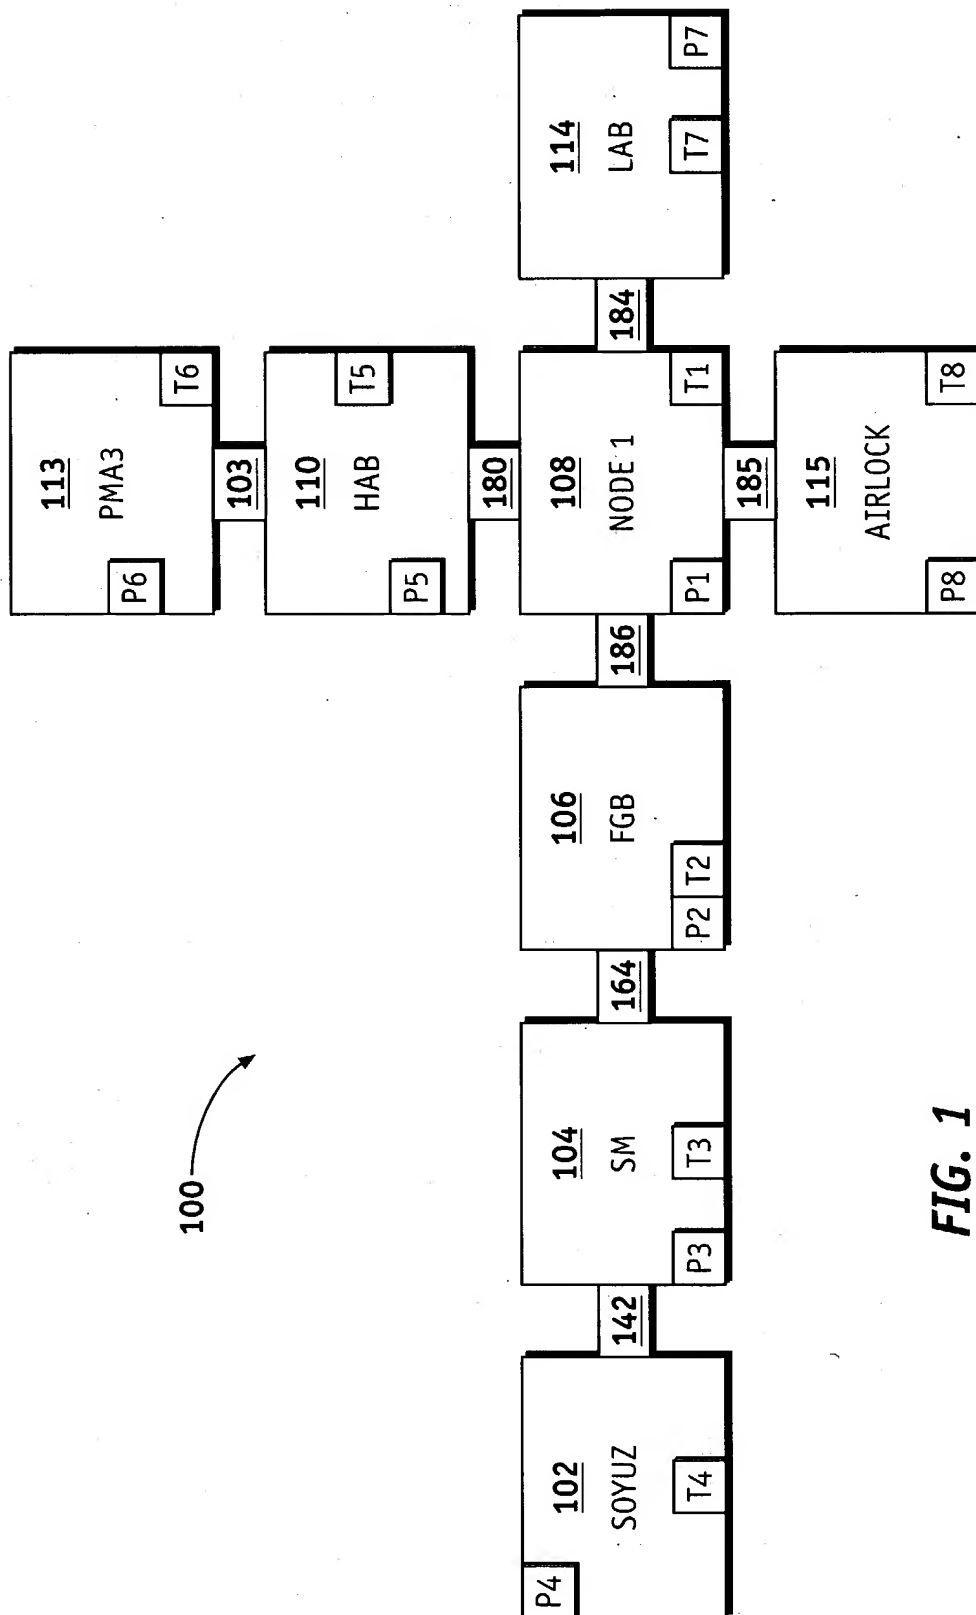 100
113
PMA3
P6
T6
103
110
HAB
P5
T5
180
102
SOYUZ
P4
T4
142
104
SM
P3
T3
164
106
FGB
P2
T2
186
108
NODE 1
P1
T1
184
114
LAB
T7
P7
185
115
AIRLOCK
P8
T8
FIG. 1